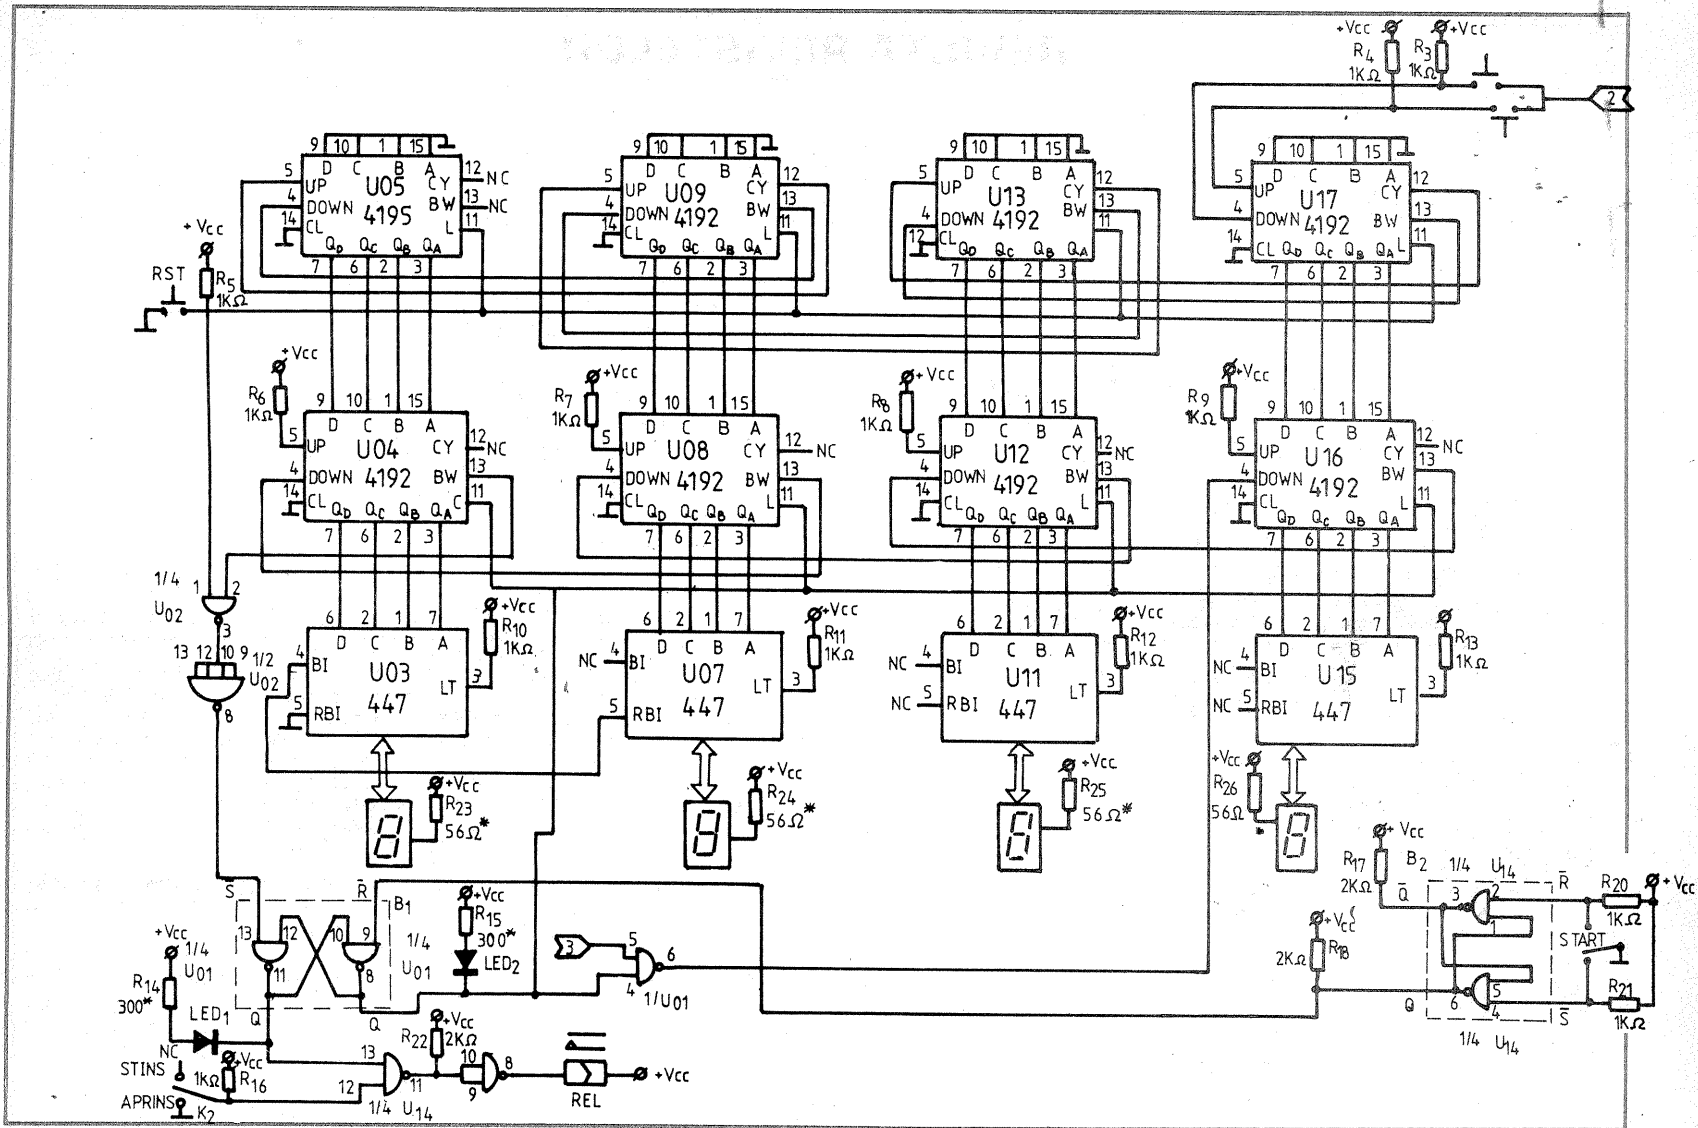 +Vcc +Vcc
R4 R3
1KΩ 1KΩ
2
9 10 1 15
D C B A
5 UP U05 CY 12 NC
4 DOWN 4195 BW 13 NC
14 CL L 11
QD QC QB QA
7 6 2 3
9 10 1 15
D C B A
5 UP U09 CY 12
4 DOWN 4192 BW 13
14 CL L 11
QD QC QB QA
7 6 2 3
9 10 1 15
D C B A
5 UP U13 CY 12
4 DOWN 4192 BW 13
12 CL L 11
QD QC QB QA
7 6 2 3
9 10 1 15
D C B A
5 UP U17 CY 12
4 DOWN 4192 BW 13
14 CL L 11
QD QC QB QA
7 6 2 3
+Vcc
RST
R5
1KΩ
+Vcc
R6
1KΩ
9 10 1 15
D C B A
5 UP U04 CY 12 NC
4 DOWN 4192 BW 13
14 CL C 11
QD QC QB QA
7 6 2 3
+Vcc
R7
1KΩ
9 10 1 15
D C B A
5 UP U08 CY 12 NC
4 DOWN 4192 BW 13
14 CL L 11
QD QC QB QA
7 6 2 3
+Vcc
R8
1KΩ
9 10 1 15
D C B A
5 UP U12 CY 12 NC
4 DOWN 4192 BW 13
14 CL L 11
QD QC QB QA
7 6 2 3
+Vcc
R9
1KΩ
9 10 1 15
D C B A
5 UP U16 CY 12 NC
4 DOWN 4192 BW 13
14 CL L 11
QD QC QB QA
7 6 2 3
1/4
U02
1 2
3
13 12 10 9
1/2
U02
8
6 2 1 7
D C B A
4 BI U03
447 LT 3
5 RBI
+Vcc
R10
1KΩ
6 2 1 7
D C B A
NC 4 BI U07
447 LT 3
5 RBI
+Vcc
R11
1KΩ
6 2 1 7
D C B A
NC 4 BI U11
NC 5 RBI 447 LT 3
+Vcc
R12
1KΩ
6 2 1 7
D C B A
NC 4 BI U15
NC 5 RBI 447 LT 3
R13
1KΩ
+Vcc
R23
56Ω*
+Vcc
R24
56Ω*
+Vcc
R25
56Ω*
+Vcc
R26
56Ω
*
S̅ R̅
B1
13 12 10 9
11 8
1/4
U01
1/4
U01
Q Q
+Vcc
R14
300*
LED1
+Vcc
R15
300*
LED2
3
5
4
6
1/U01
+Vcc
R17
2KΩ
B2
1/4 U14
Q̅ 3 2 R̅
1
R20
1KΩ
+Vcc
START
+Vcc
R18
2KΩ
Q 6 5
4 S̅
R21
1KΩ
1/4 U14
NC
STINS
APRINS
K2
+Vcc
1KΩ
R16
13
12
11
1/4 U14
+Vcc
R22 2KΩ
10
9
8
REL
+Vcc